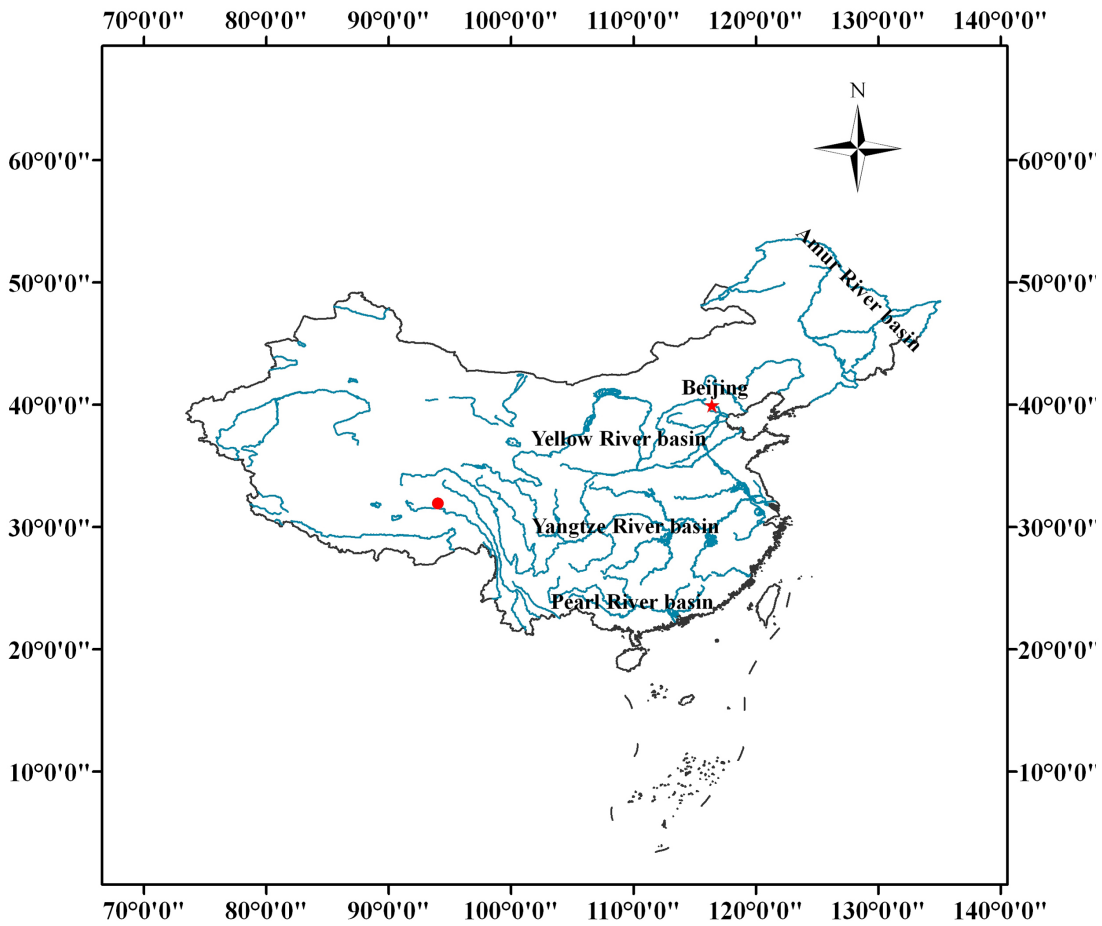 70°0'0" 80°0'0" 90°0'0" 100°0'0" 110°0'0" 120°0'0" 130°0'0" 140°0'0"
N
60°0'0" 60°0'0"
Amur River basin
50°0'0" 50°0'0"
Beijing
40°0'0" 40°0'0"
Yellow River basin
30°0'0" Yangtze River basin 30°0'0"
Pearl River basin
20°0'0" 20°0'0"
10°0'0" 10°0'0"
70°0'0" 80°0'0" 90°0'0" 100°0'0" 110°0'0" 120°0'0" 130°0'0" 140°0'0"